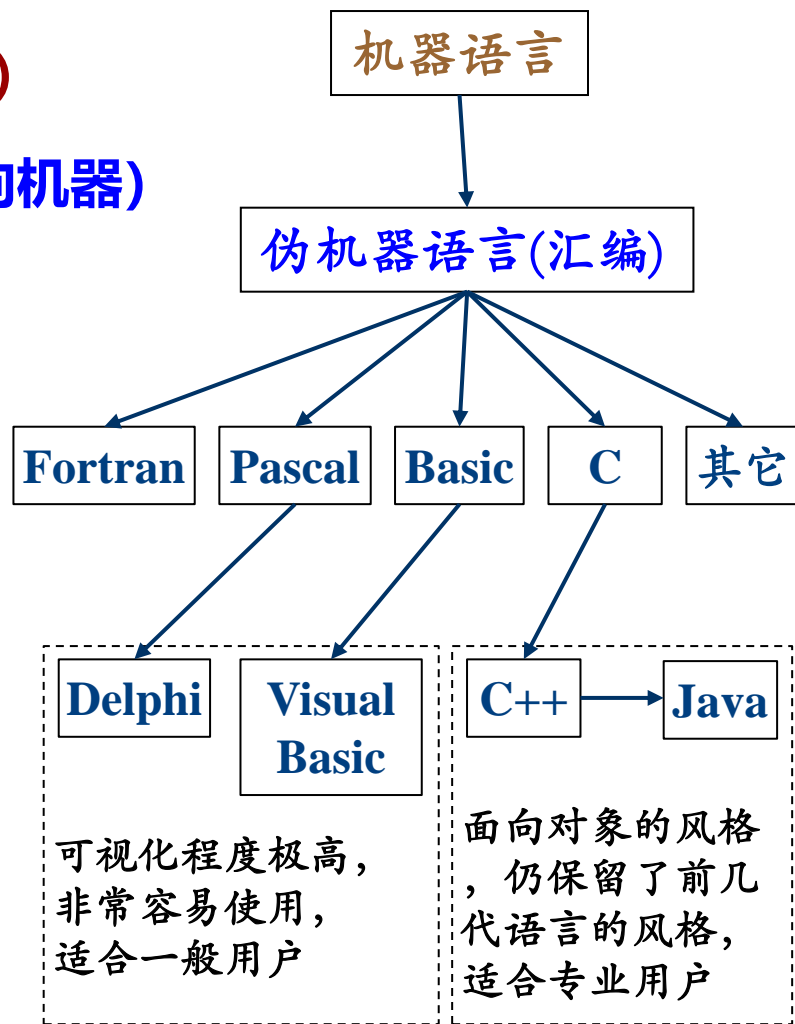 机器语言
)
向机器)
伪机器语言(汇编)
Fortran Pascal Basic C 其它
Delphi Visual Basic C++ Java
可视化程度极高，
非常容易使用，
适合一般用户
面向对象的风格
，仍保留了前几
代语言的风格，
适合专业用户